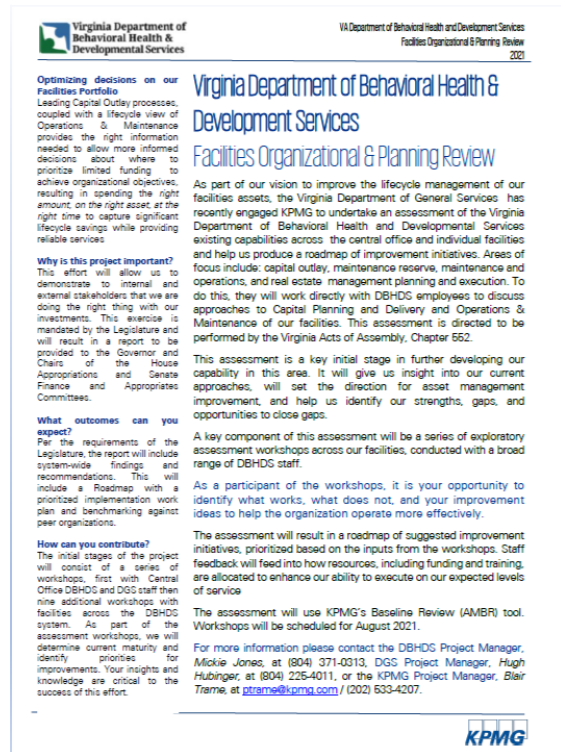 Virginia Department of
Behavioral Health &
Developmental Services
VA Department of Behavioral Health and Development Services
Facilities Organizational & Planning Review
2021
Optimizing decisions on our
Facilities Portfolio
Leading Capital Outlay processes,
coupled with a lifecycle view of
Operations & Maintenance
provides the right information
needed to allow more informed
decisions about where to
prioritize limited funding to
achieve organizational objectives,
resulting in spending the right
amount, on the right asset, at the
right time to capture significant
lifecycle savings while providing
reliable services
Why is this project important?
This effort will allow us to
demonstrate to internal and
external stakeholders that we are
doing the right thing with our
investments. This exercise is
mandated by the Legislature and
will result in a report to be
provided to the Governor and
Chairs of the House
Appropriations and Senate
Finance and Appropriates
Committees.
What outcomes can you
expect?
Per the requirements of the
Legislature, the report will include
system-wide findings and
recommendations. This will
include a Roadmap with a
prioritized implementation work
plan and benchmarking against
peer organizations.
How can you contribute?
The initial stages of the project
will consist of a series of
workshops, first with Central
Office DBHDS and DGS staff then
nine additional workshops with
facilities across the DBHDS
system. As part of the
assessment workshops, we will
determine current maturity and
identify priorities for
improvements. Your insights and
knowledge are critical to the
success of this effort.
Virginia Department of Behavioral Health &
Development Services
Facilities Organizational & Planning Review
As part of our vision to improve the lifecycle management of our
facilities assets, the Virginia Department of General Services has
recently engaged KPMG to undertake an assessment of the Virginia
Department of Behavioral Health and Developmental Services
existing capabilities across the central office and individual facilities
and help us produce a roadmap of improvement initiatives. Areas of
focus include: capital outlay, maintenance reserve, maintenance and
operations, and real estate management planning and execution. To
do this, they will work directly with DBHDS employees to discuss
approaches to Capital Planning and Delivery and Operations &
Maintenance of our facilities. This assessment is directed to be
performed by the Virginia Acts of Assembly, Chapter 552.
This assessment is a key initial stage in further developing our
capability in this area. It will give us insight into our current
approaches, will set the direction for asset management
improvement, and help us identify our strengths, gaps, and
opportunities to close gaps.
A key component of this assessment will be a series of exploratory
assessment workshops across our facilities, conducted with a broad
range of DBHDS staff.
As a participant of the workshops, it is your opportunity to
identify what works, what does not, and your improvement
ideas to help the organization operate more effectively.
The assessment will result in a roadmap of suggested improvement
initiatives, prioritized based on the inputs from the workshops. Staff
feedback will feed into how resources, including funding and training,
are allocated to enhance our ability to execute on our expected levels
of service
The assessment will use KPMG's Baseline Review (AMBR) tool.
Workshops will be scheduled for August 2021.
For more information please contact the DBHDS Project Manager,
Mickie Jones, at (804) 371-0313, DGS Project Manager, Hugh
Hubinger, at (804) 225-4011, or the KPMG Project Manager, Blair
Trame, at ptrame@kpmg.com / (202) 533-4207.
KPMG